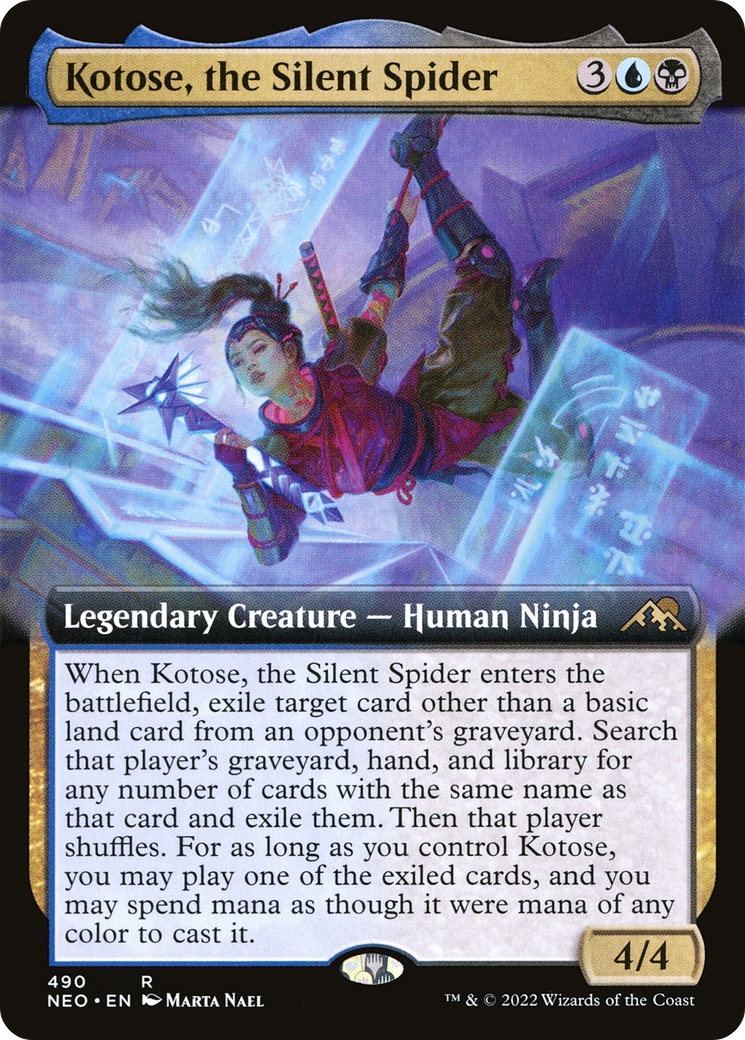 Kotose, the Silent Spider 3
Legendary Creature — Human Ninja
When Kotose, the Silent Spider enters the
battlefield, exile target card other than a basic
land card from an opponent's graveyard. Search
that player's graveyard, hand, and library for
any number of cards with the same name as
that card and exile them. Then that player
shuffles. For as long as you control Kotose,
you may play one of the exiled cards, and you
may spend mana as though it were mana of any
color to cast it.
4/4
490 R
NEO • EN Marta Nael ™ & © 2022 Wizards of the Coast